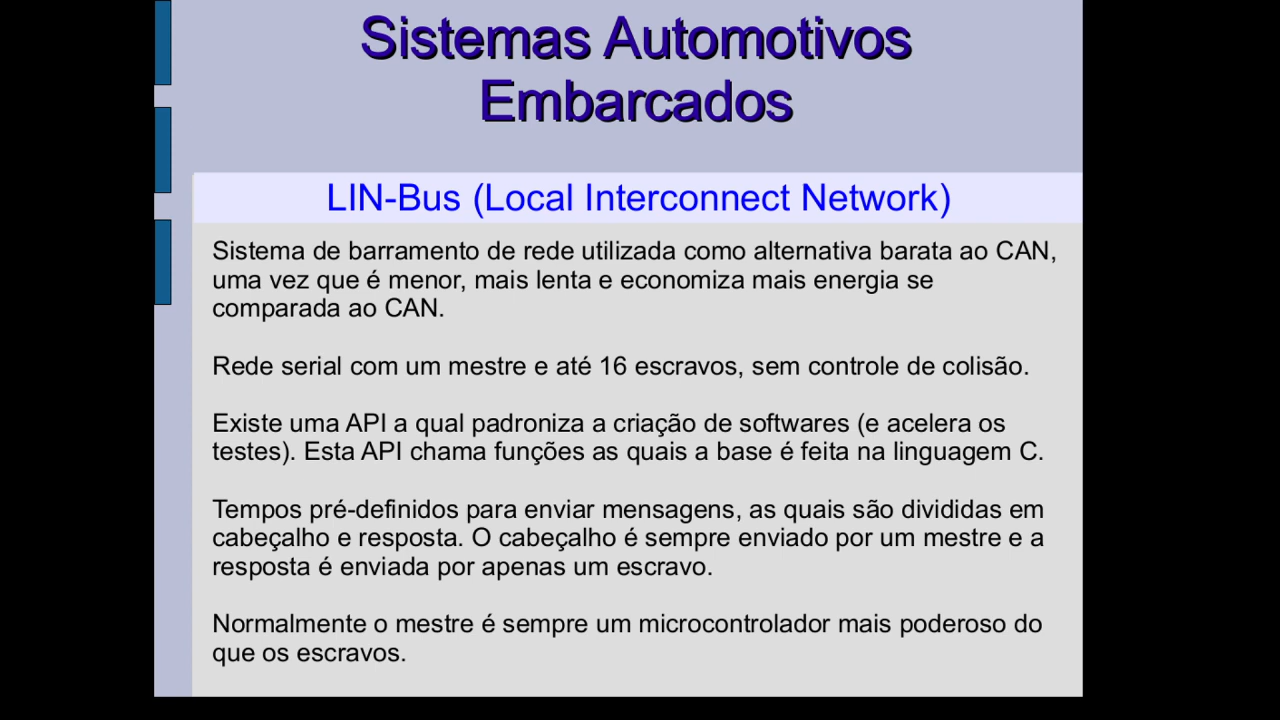 Sistemas Automotivos
Embarcados
LIN-Bus (Local Interconnect Network)
Sistema de barramento de rede utilizada como alternativa barata ao CAN,
uma vez que é menor, mais lenta e economiza mais energia se
comparada ao CAN.
Rede serial com um mestre e até 16 escravos, sem controle de colisão.
Existe uma API a qual padroniza a criação de softwares (e acelera os
testes). Esta API chama funções as quais a base é feita na linguagem C.
Tempos pré-definidos para enviar mensagens, as quais são divididas em
cabeçalho e resposta. O cabeçalho é sempre enviado por um mestre e a
resposta é enviada por apenas um escravo.
Normalmente o mestre é sempre um microcontrolador mais poderoso do
que os escravos.